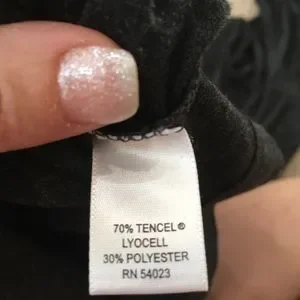 70% TENCEL®
LYOCELL
30% POLYESTER
RN 54023